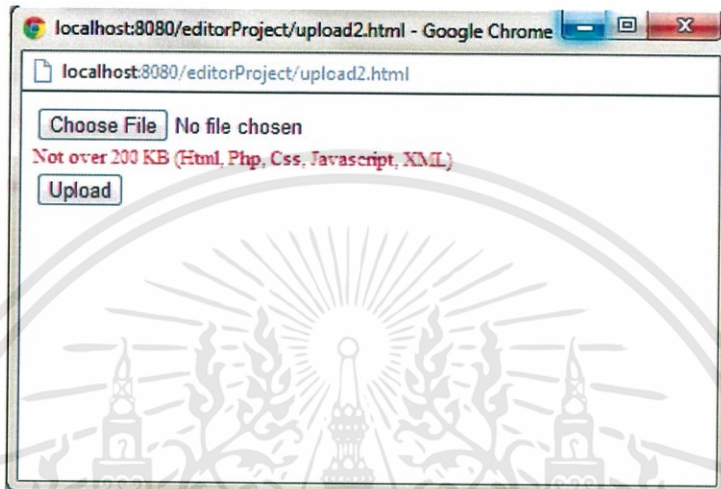 localhost:8080/editorProject/upload2.html - Google Chrome
localhost:8080/editorProject/upload2.html
Choose File No file chosen
Not over 200 KB (Html, Php, Css, Javascript, XML)
Upload